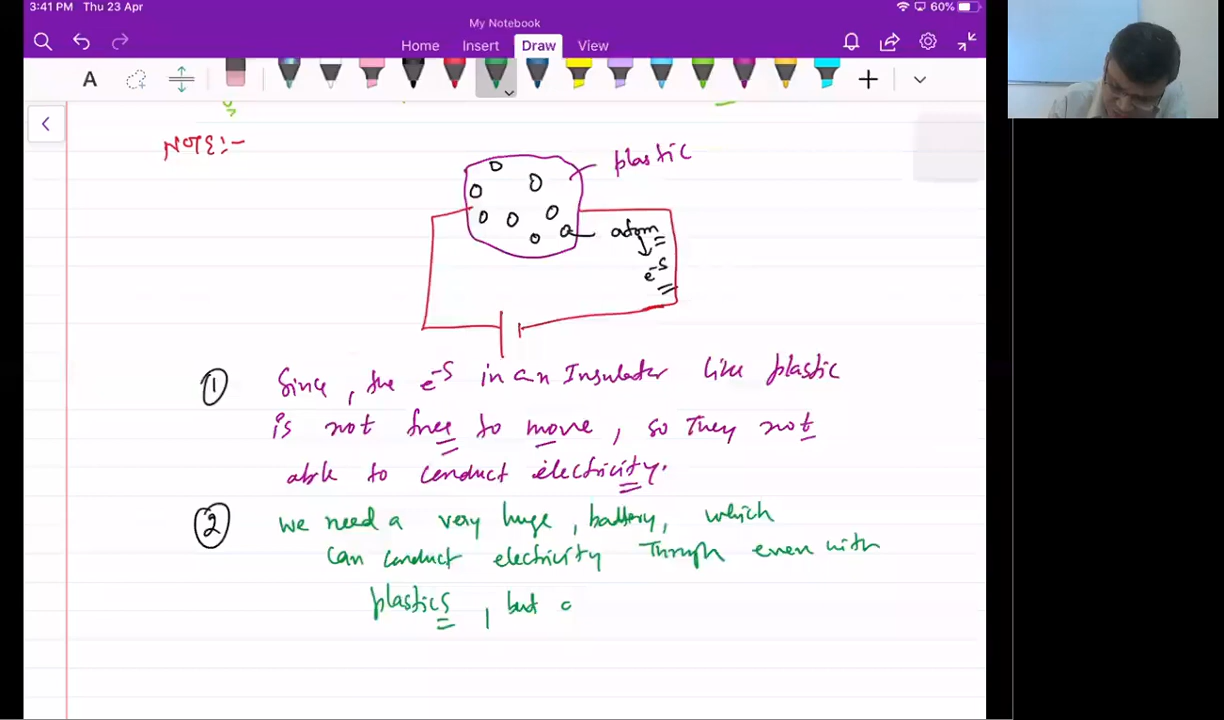 3:41 PM Thu 23 Apr
60%
My Notebook
Home Insert Draw View
A
NOTE:-
plastic
atom
e-s
1 Since, the e-s in an Insulator like plastic
is not free to move, so They not
able to conduct electricity.
2 we need a very huge, battery, which
can conduct electricity Through even with
plastics, but a